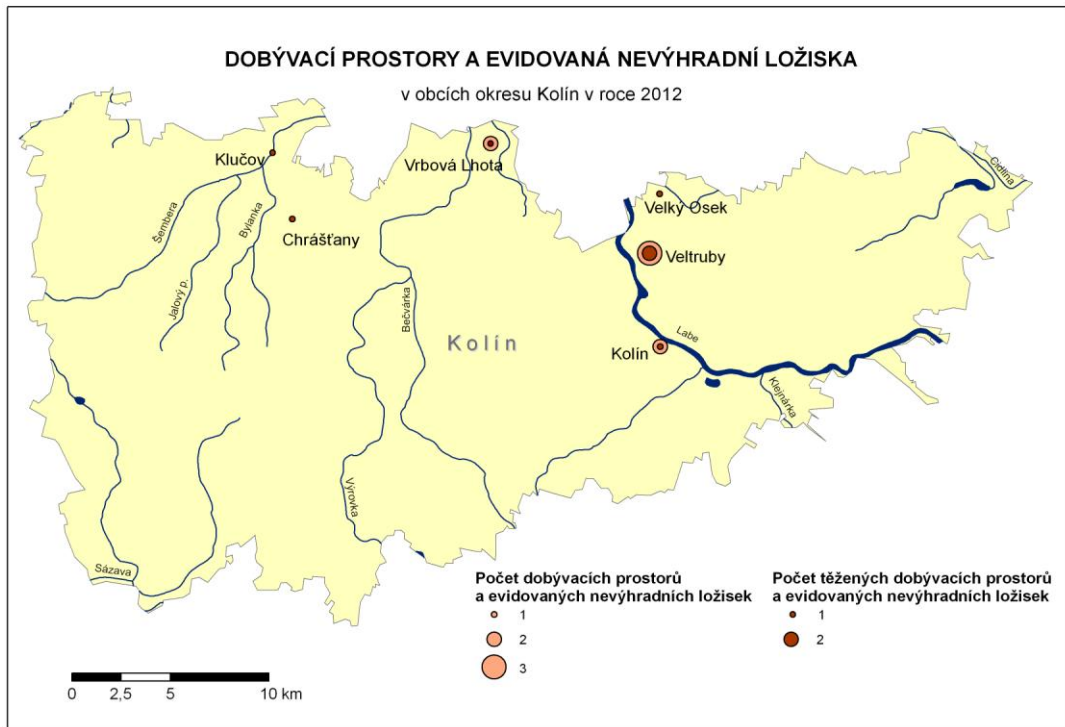 DOBÝVACÍ PROSTORY A EVIDOVANÁ NEVÝHRADNÍ LOŽISKA
v obcích okresu Kolín v roce 2012
Klučov
Vrbová Lhota
Cidlina
Velký Osek
Šembera
Bylanka
Chrášťany
Veltruby
Jalový p.
Bečvárka
Kolín
Labe
Kolín
Klejnárka
Výrovka
Sázava
Počet dobývacích prostorů
a evidovaných nevýhradních ložisek
1
2
3
Počet těžených dobývacích prostorů
a evidovaných nevýhradních ložisek
1
2
0 2,5 5 10 km